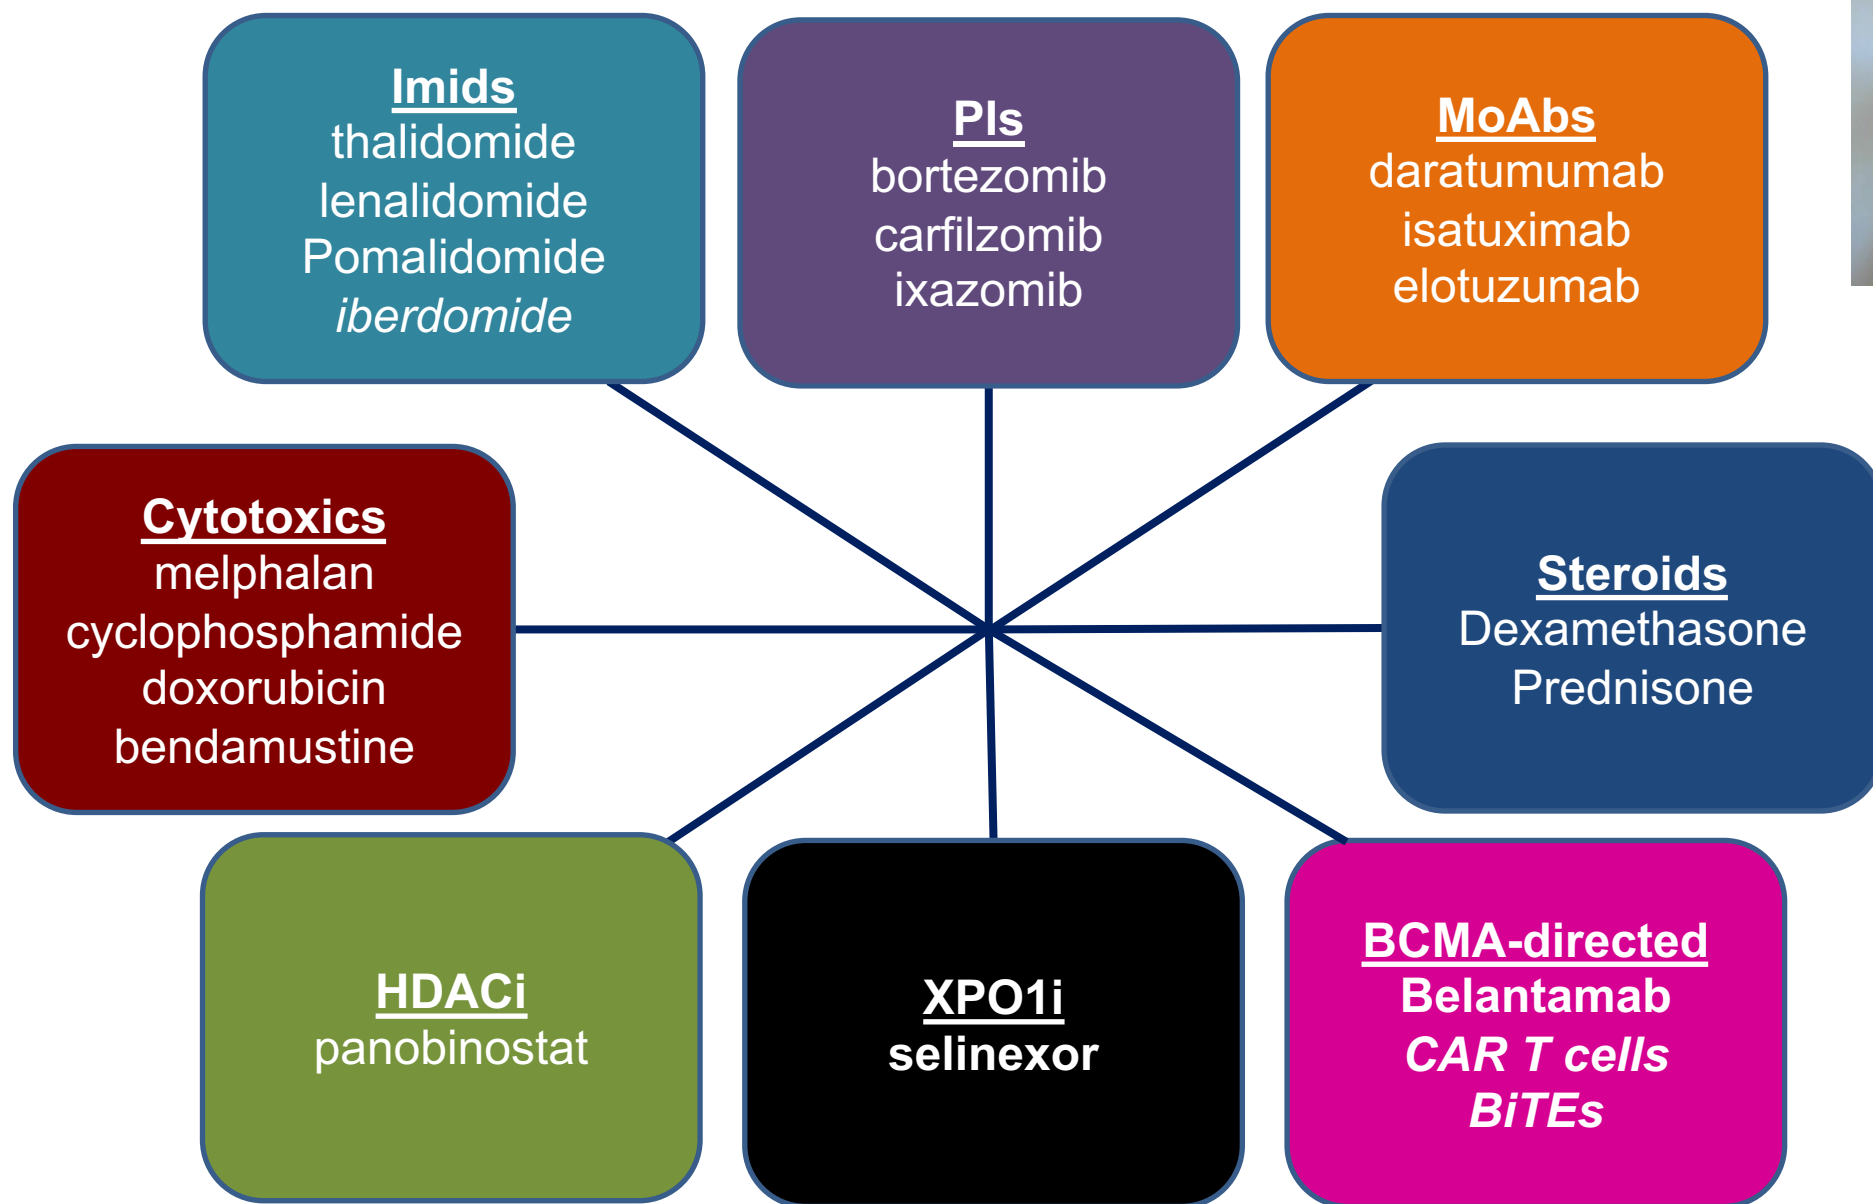 Imids
thalidomide
lenalidomide
Pomalidomide
iberdomide
PIs
bortezomib
carfilzomib
ixazomib
MoAbs
daratumumab
isatuximab
elotuzumab
Cytotoxics
melphalan
cyclophosphamide
doxorubicin
bendamustine
Steroids
Dexamethasone
Prednisone
HDACi
panobinostat
XPO1i
selinexor
BCMA-directed
Belantamab
CAR T cells
BiTEs